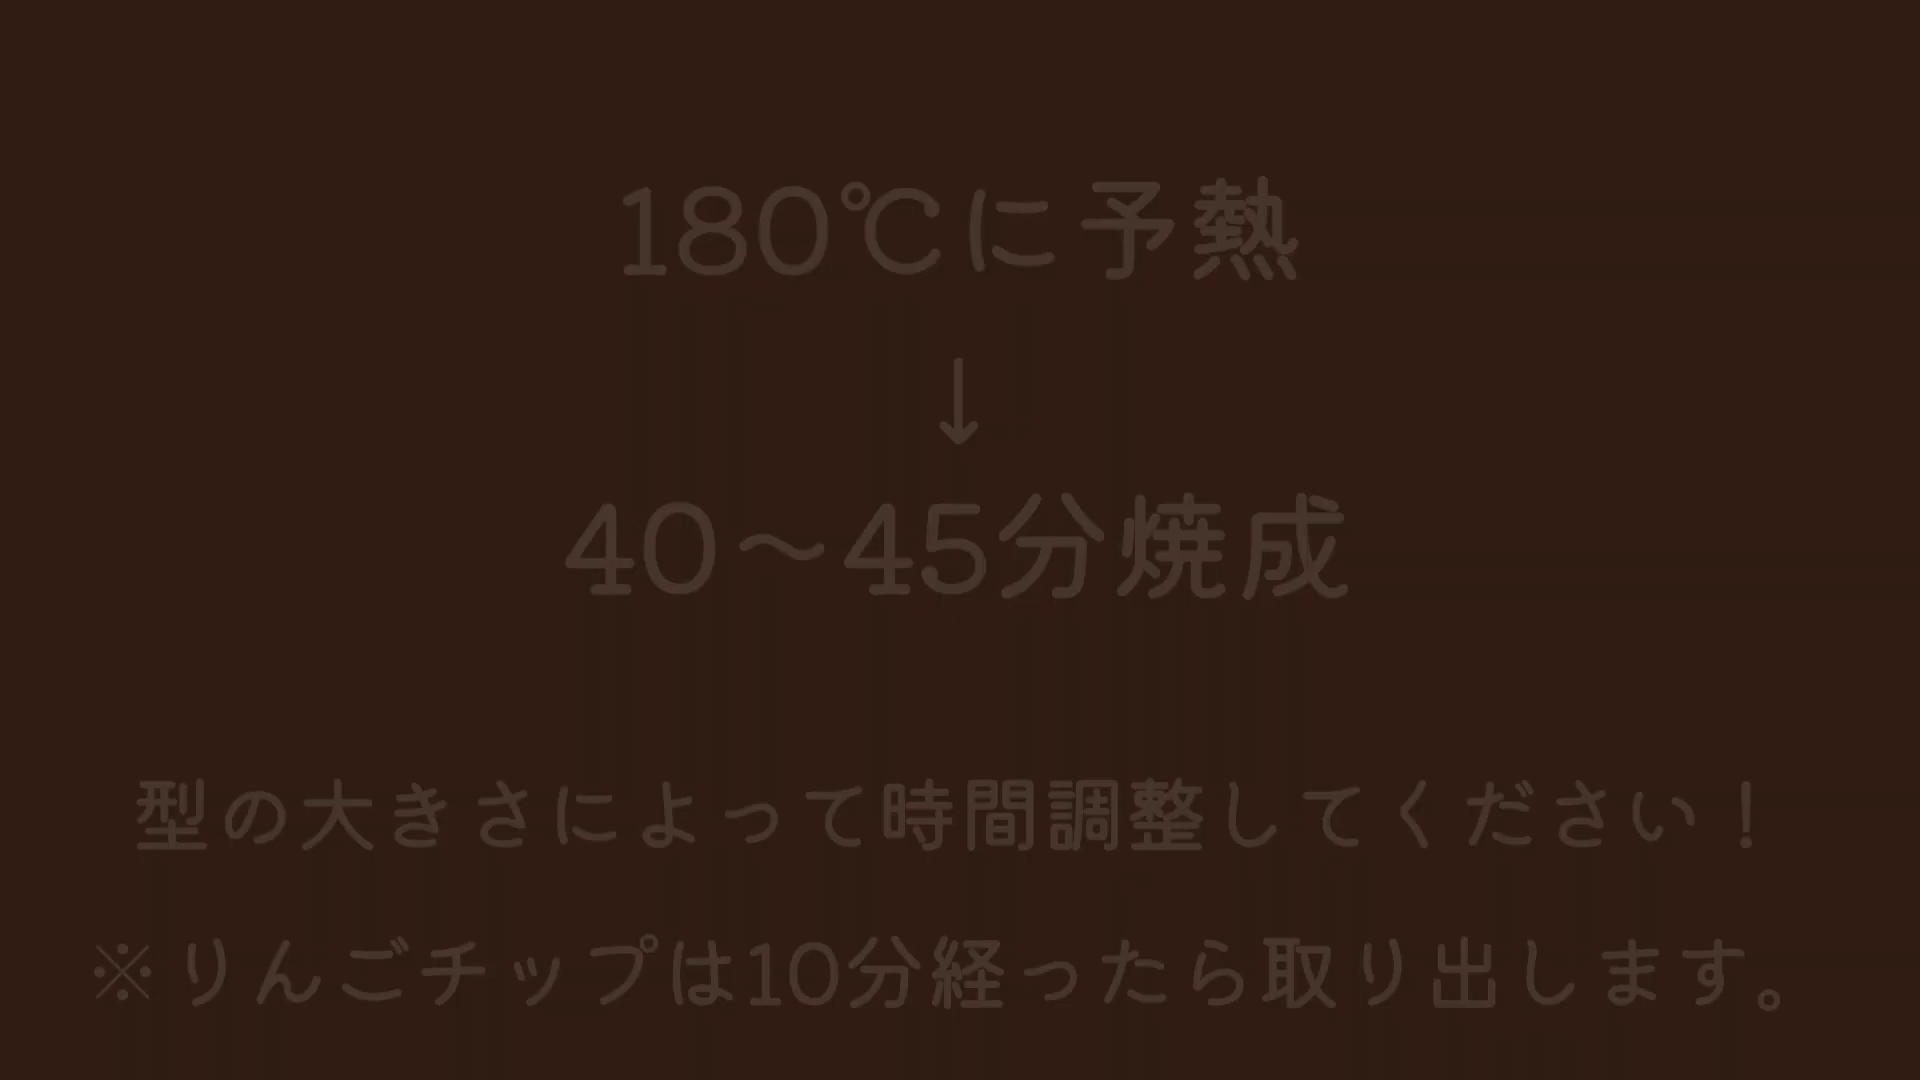 180℃に予熱
↓
40〜45分焼成
型の大きさによって時間調整してください！
※りんごチップは10分経ったら取り出します。